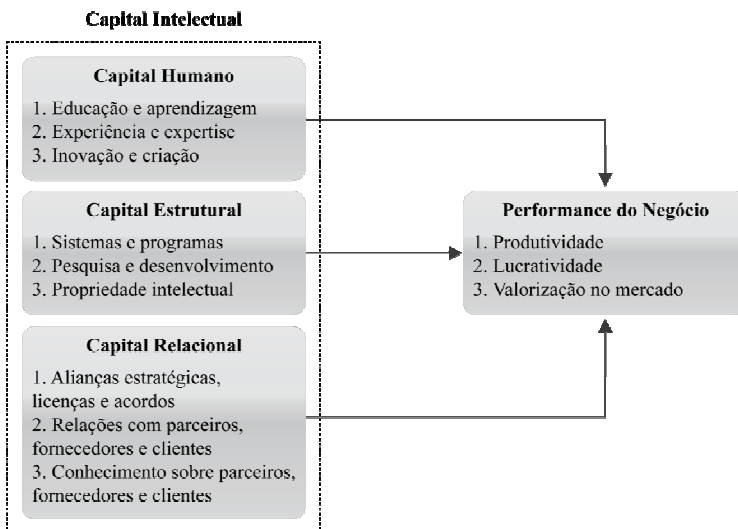 Capital Intelectual
Capital Humano
1. Educação e aprendizagem
2. Experiência e expertise
3. Inovação e criação
Capital Estrutural
1. Sistemas e programas
2. Pesquisa e desenvolvimento
3. Propriedade intelectual
Capital Relacional
1. Alianças estratégicas,
licenças e acordos
2. Relações com parceiros,
fornecedores e clientes
3. Conhecimento sobre parceiros,
fornecedores e clientes
Performance do Negócio
1. Produtividade
2. Lucratividade
3. Valorização no mercado